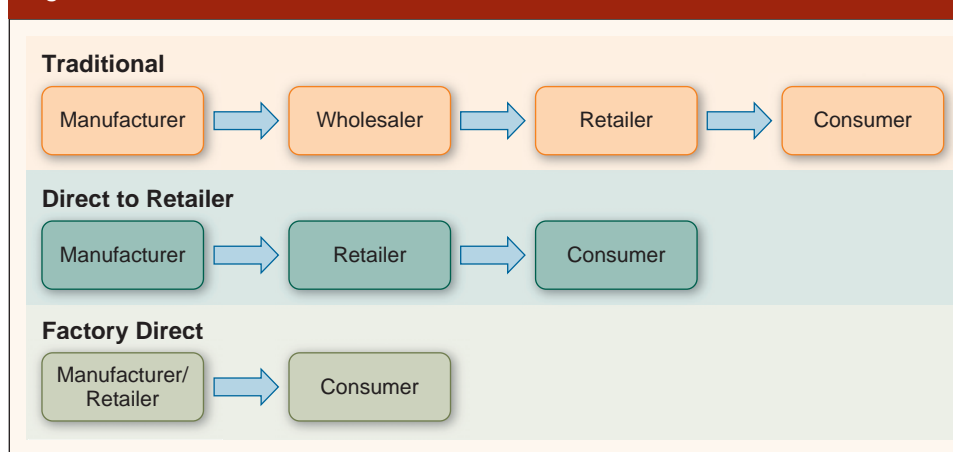 Traditional
Manufacturer
Wholesaler
Retailer
Consumer
Direct to Retailer
Manufacturer
Retailer
Consumer
Factory Direct
Manufacturer/
Retailer
Consumer